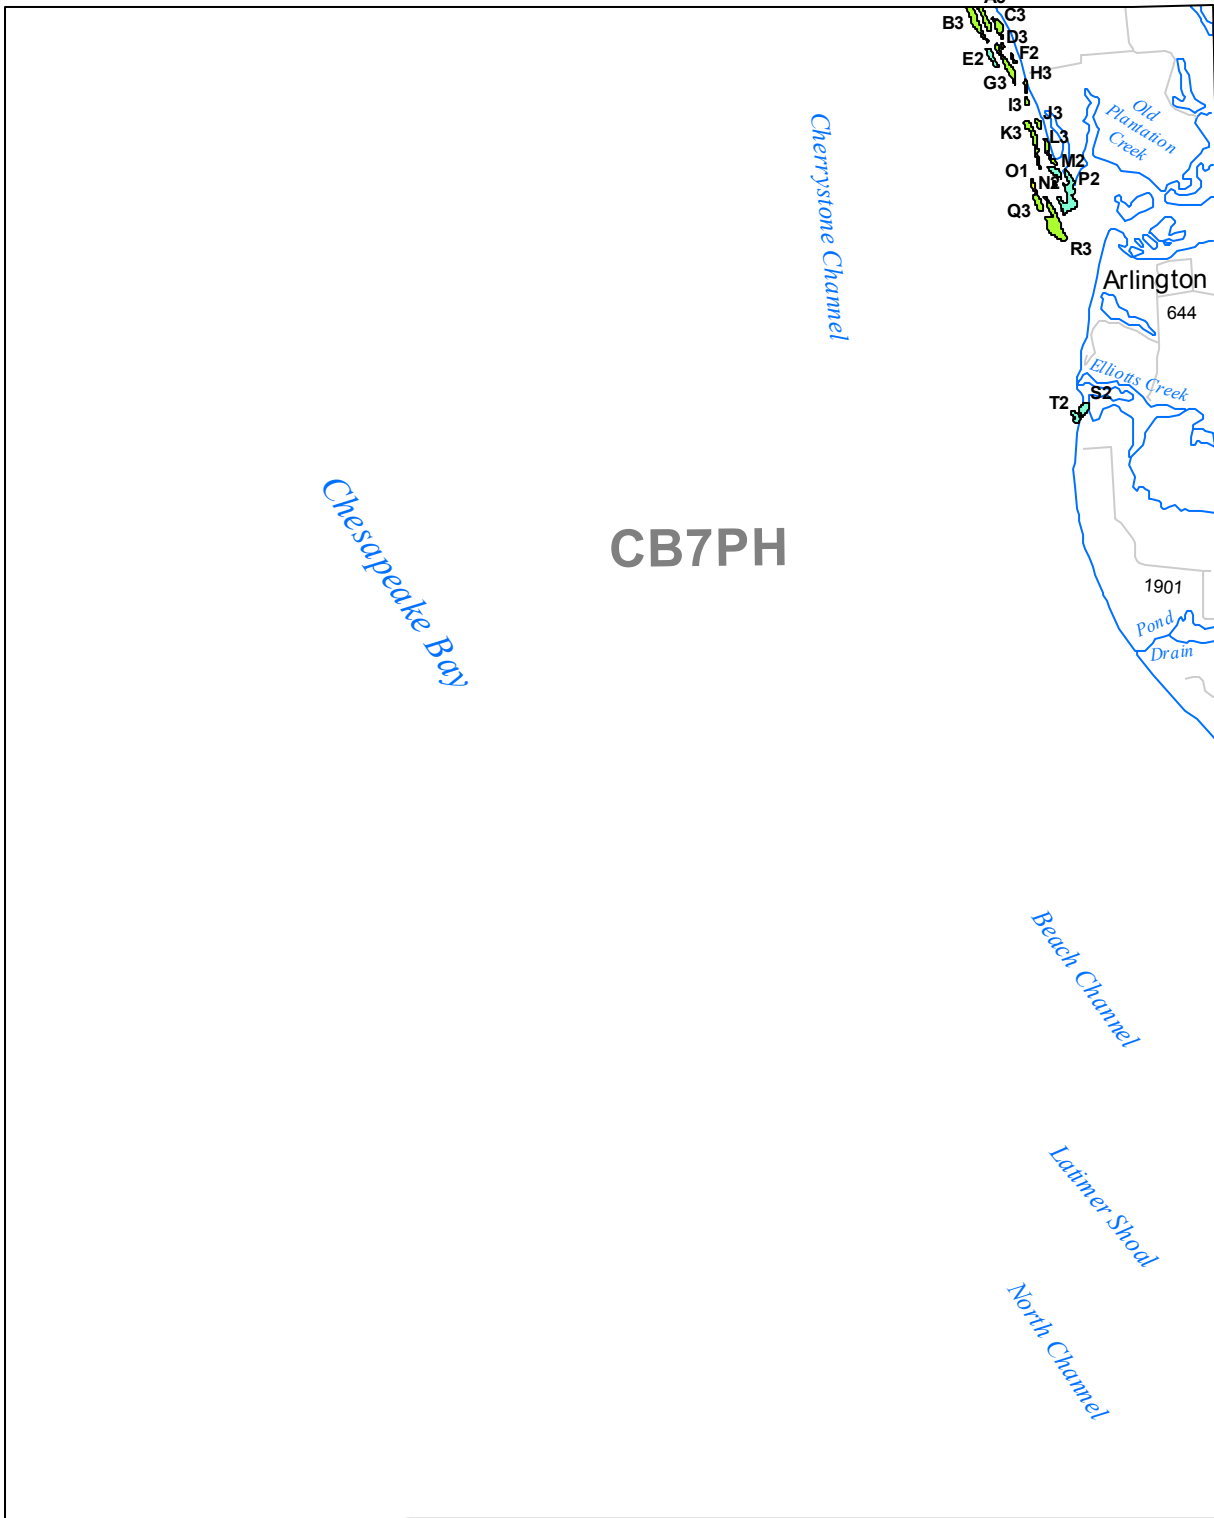 B3
C3
D3
E2
F2
G3
H3
I3
J3
K3
L3
M2
O1
N2
P2
Q3
R3
Old
Plantation
Creek
Cherrystone Channel
Arlington
644
Elliotts Creek
T2
S2
Chesapeake Bay
CB7PH
1901
Pond
Drain
Beach Channel
Latimer Shoal
North Channel